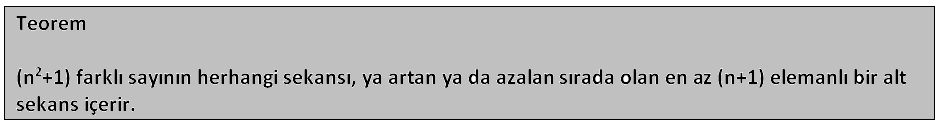 Teorem
(n²+1) farklı sayının herhangi sekansı, ya artan ya da azalan sırada olan en az (n+1) elemanlı bir alt
sekans içerir.